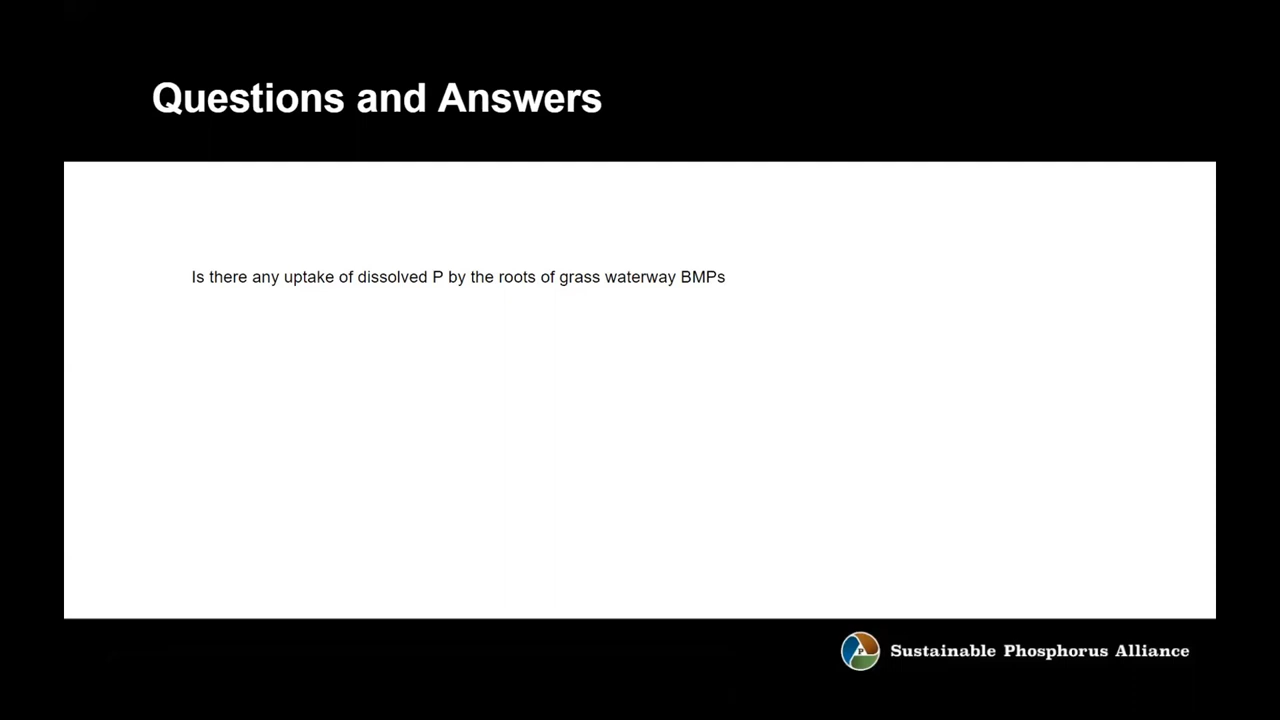 Questions and Answers
Is there any uptake of dissolved P by the roots of grass waterway BMPs
P
Sustainable Phosphorus Alliance